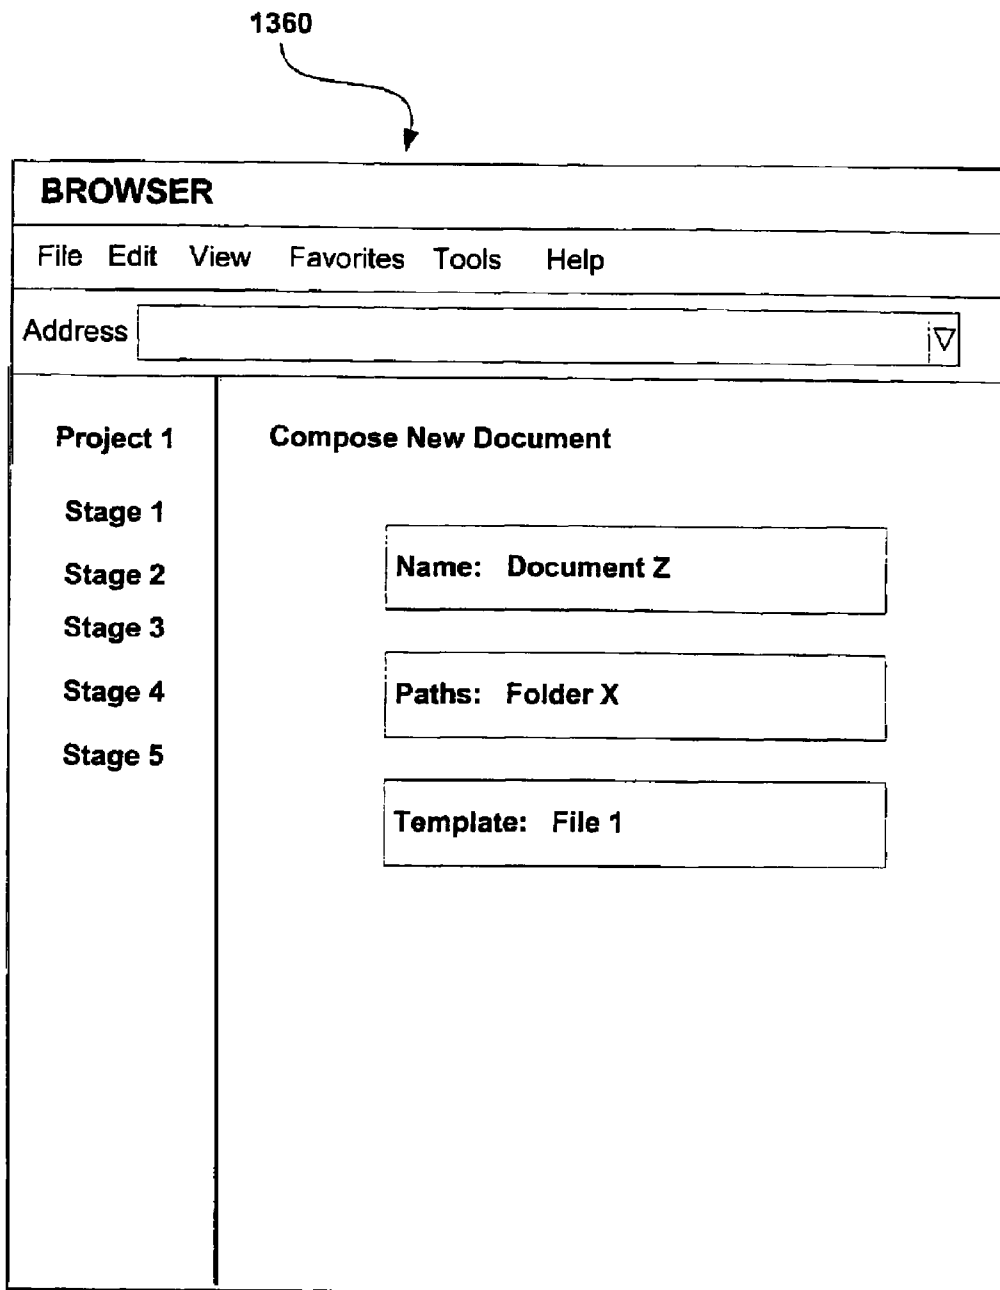 1360
BROWSER
File Edit View Favorites Tools Help
Address
Project 1
Stage 1
Stage 2
Stage 3
Stage 4
Stage 5
Compose New Document
Name: Document Z
Paths: Folder X
Template: File 1